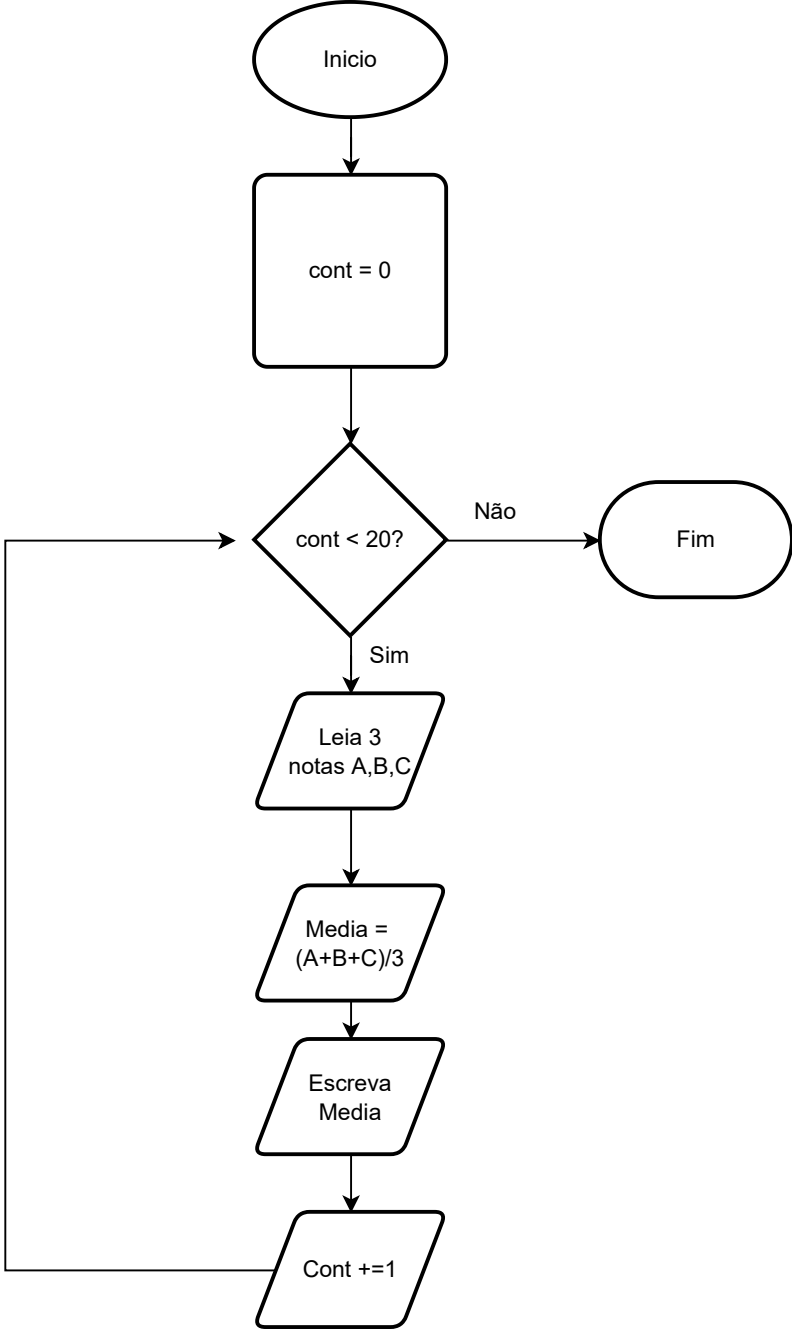 Inicio
cont = 0
cont < 20?
Não
Fim
Sim
Leia 3
notas A,B,C
Media =
(A+B+C)/3
Escreva
Media
Cont +=1